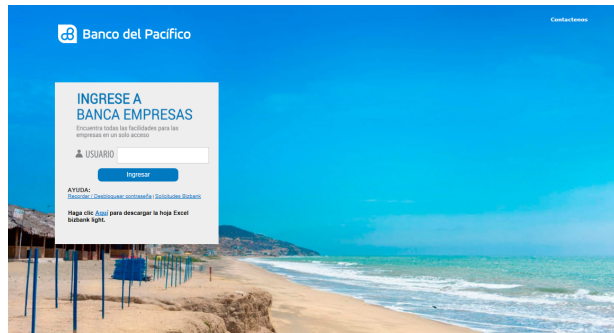 Contactenos
Banco del Pacífico
INGRESE A
BANCA EMPRESAS
Encuentra todas las facilidades para las
empresas en un solo acceso
USUARIO
Ingresar
AYUDA:
Recordar / Desbloquear contraseña | Solicitudes Bizbank
Haga clic Aquí para descargar la hoja Excel
bizbank light.